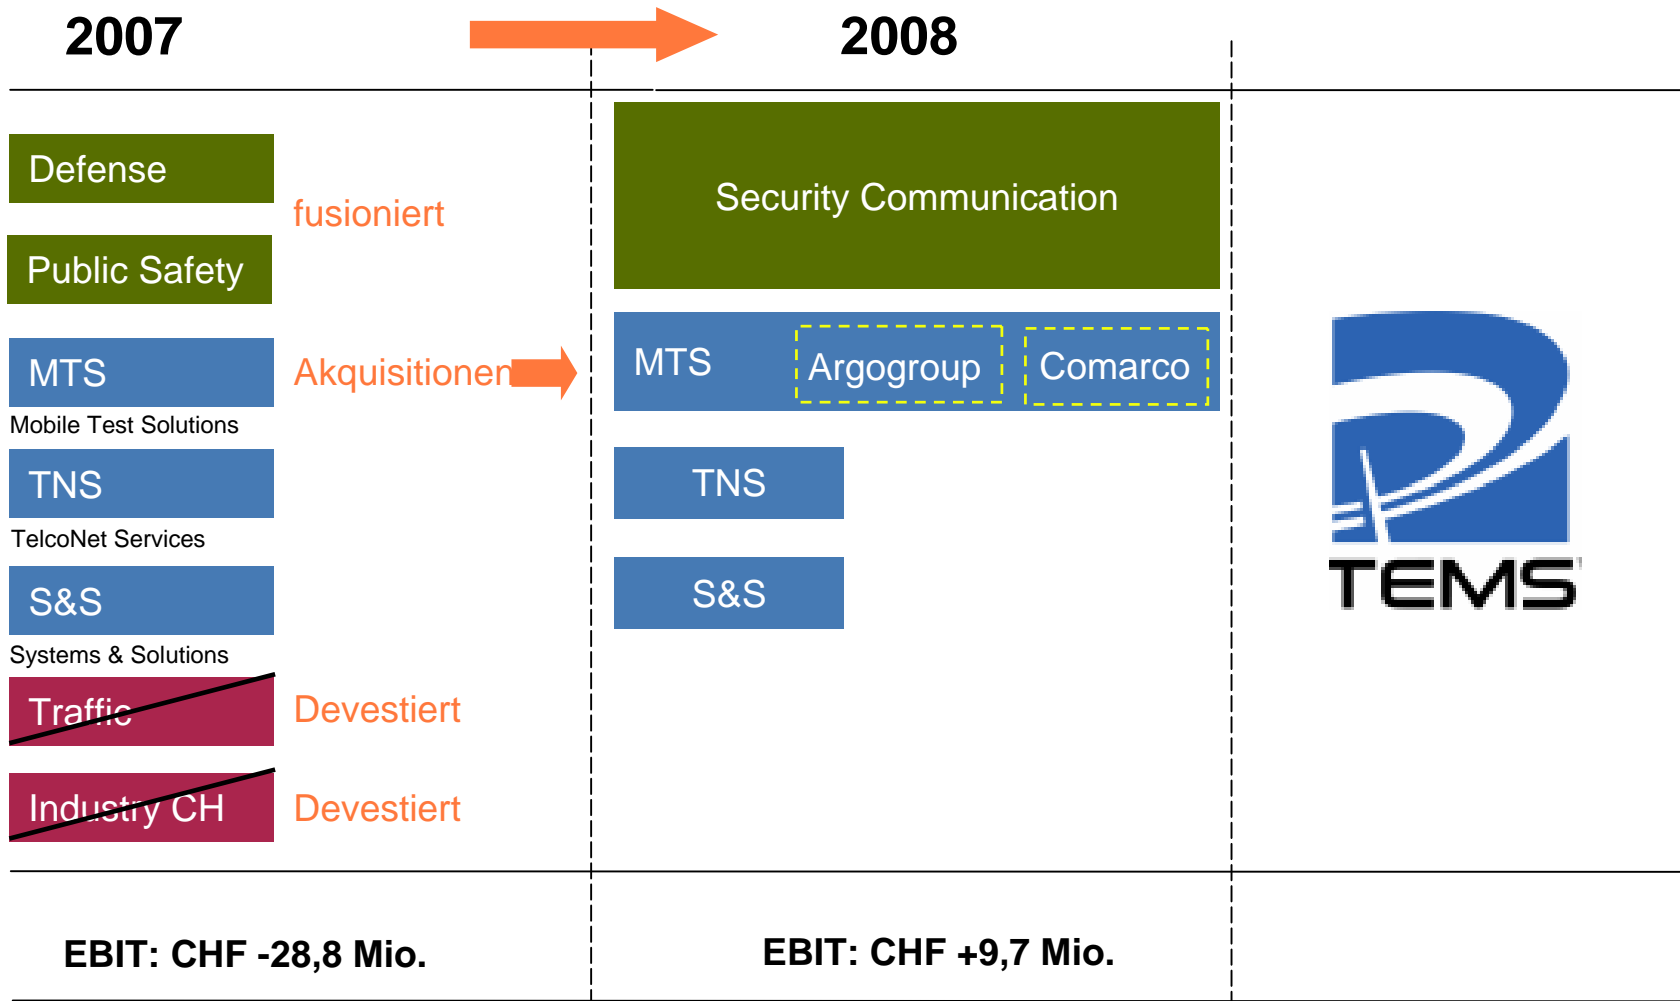 2007
2008
Defense
fusioniert
Public Safety
Security Communication
MTS
Akquisitionen
Mobile Test Solutions
MTS
Argogroup
Comarco
TNS
TelcoNet Services
TNS
S&S
Systems & Solutions
S&S
Traffic
Devestiert
Industry CH
Devestiert
TEMS
EBIT: CHF -28,8 Mio.
EBIT: CHF +9,7 Mio.